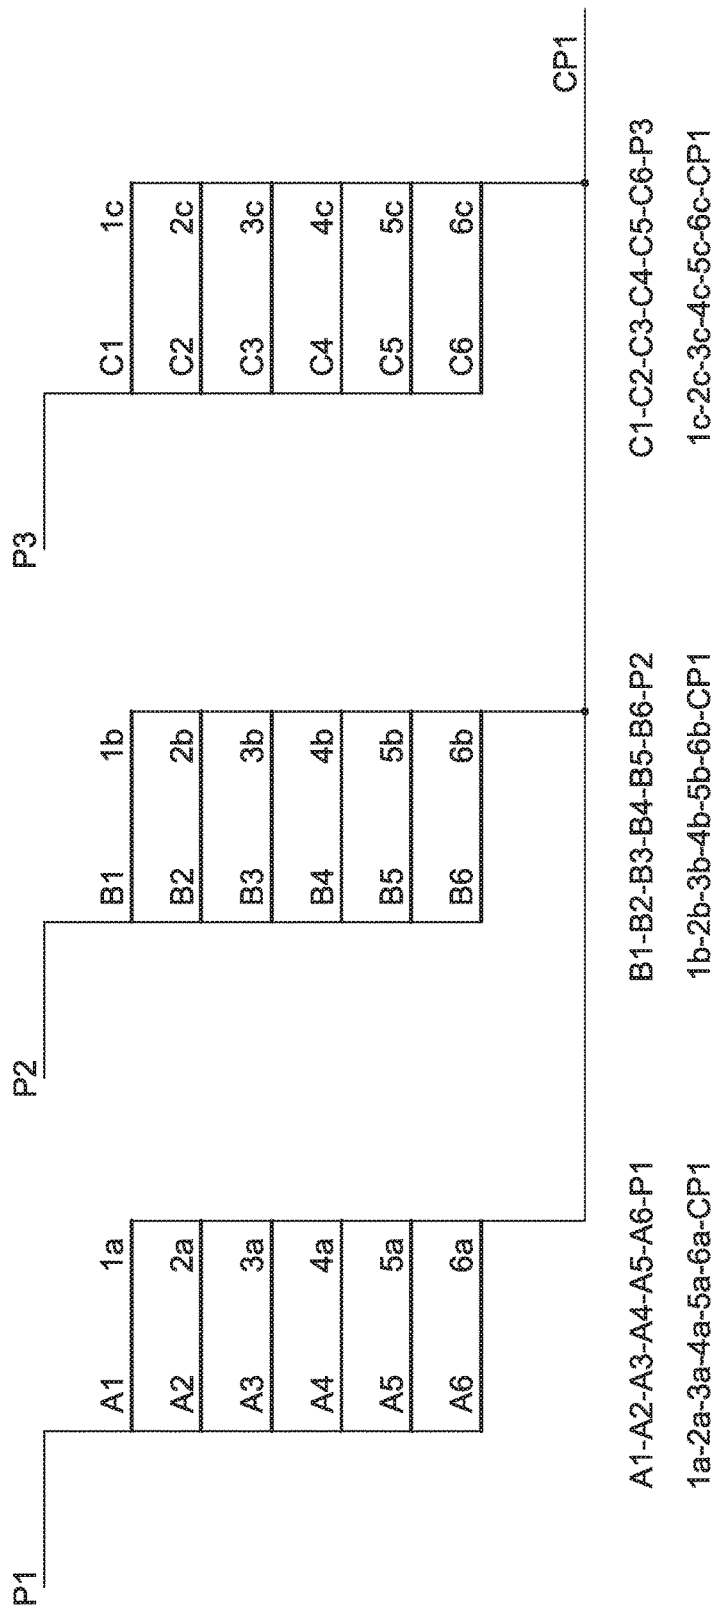 P1 P2 P3
A1 1a B1 1b C1 1c
A2 2a B2 2b C2 2c
A3 3a B3 3b C3 3c
A4 4a B4 4b C4 4c
A5 5a B5 5b C5 5c
A6 6a B6 6b C6 6c
CP1
A1-A2-A3-A4-A5-A6-P1 B1-B2-B3-B4-B5-B6-P2 C1-C2-C3-C4-C5-C6-P3
1a-2a-3a-4a-5a-6a-CP1 1b-2b-3b-4b-5b-6b-CP1 1c-2c-3c-4c-5c-6c-CP1